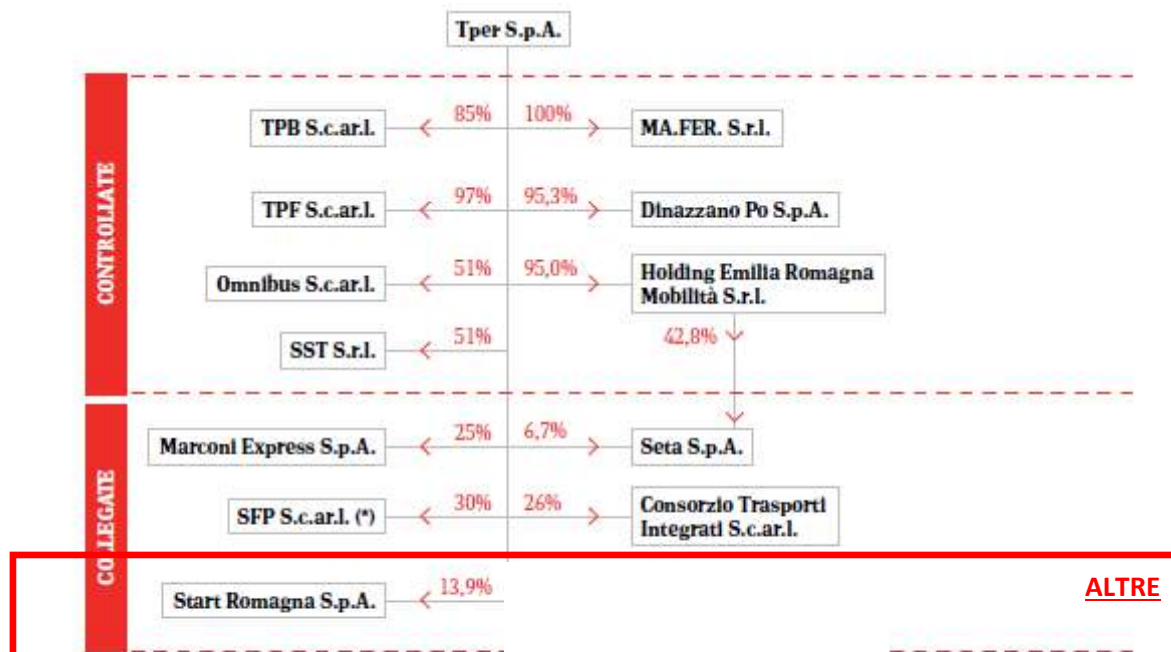 Tper S.p.A.
CONTROLLATE
TPB S.c.ar.l.
85%
100%
MA.FER. S.r.l.
TPF S.c.ar.l.
97%
95,3%
Dinazzano Po S.p.A.
Omnibus S.c.ar.l.
51%
95,0%
Holding Emilia Romagna
Mobilità S.r.l.
SST S.r.l.
51%
42,8%
COLLEGATE
Marconi Express S.p.A.
25%
6,7%
Seta S.p.A.
SFP S.c.ar.l. (*)
30%
26%
Consorzio Trasporti
Integrati S.c.ar.l.
Start Romagna S.p.A.
13,9%
ALTRE